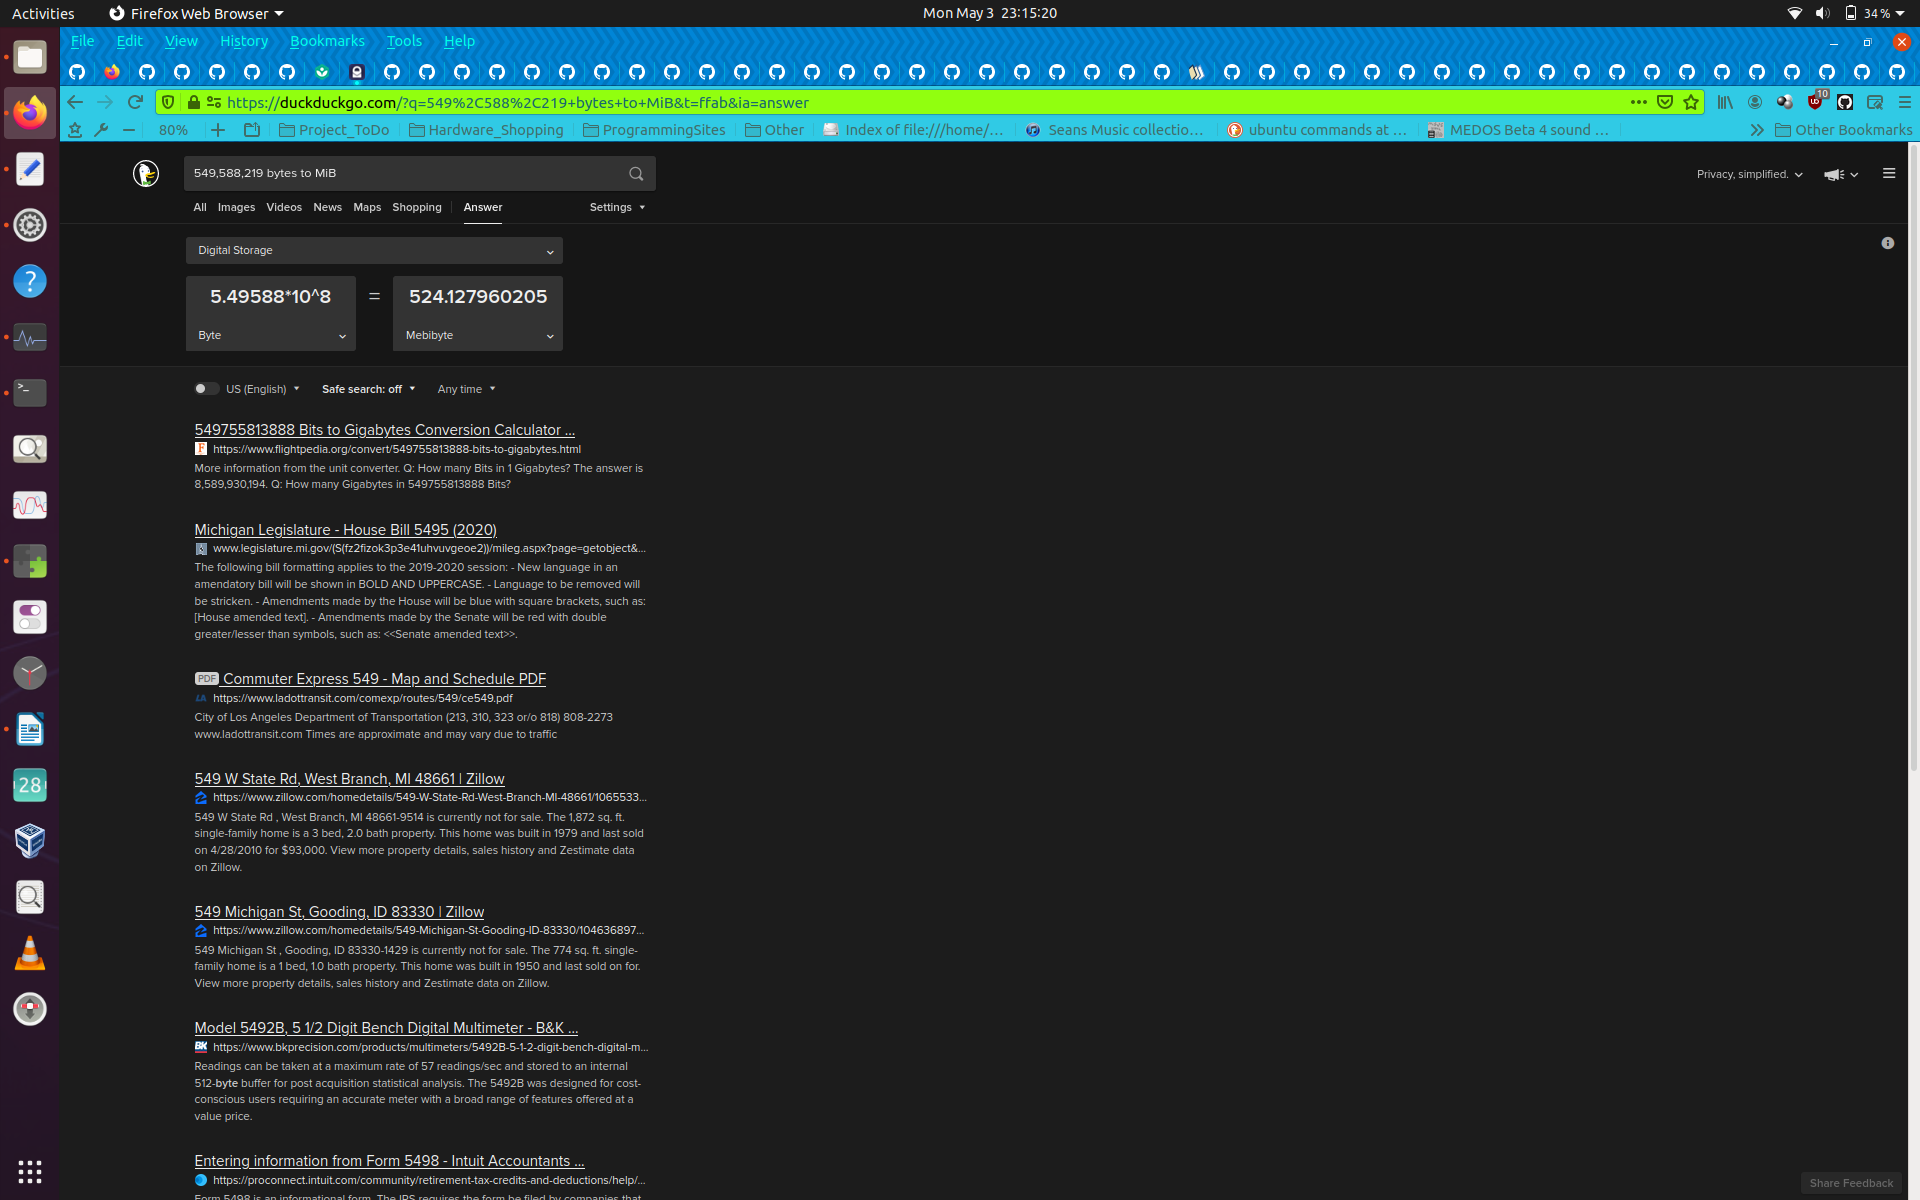 Activities
Firefox Web Browser
Mon May 3 23:15:20
34 %
File Edit View History Bookmarks Tools Help
https://duckduckgo.com/?q=549%2C588%2C219+bytes+to+MiB&t=ffab&ia=answer
10
80%
Project_ToDo
Hardware_Shopping
ProgrammingSites
Other
Index of file:///home/...
Seans Music collectio...
ubuntu commands at ...
MEDOS Beta 4 sound ...
Other Bookmarks
549,588,219 bytes to MiB
Privacy, simplified.
All Images Videos News Maps Shopping Answer Settings
Digital Storage
5.49588*10^8 = 524.127960205
Byte Mebibyte
US (English) Safe search: off Any time
549755813888 Bits to Gigabytes Conversion Calculator ...
https://www.flightpedia.org/convert/549755813888-bits-to-gigabytes.html
More information from the unit converter. Q: How many Bits in 1 Gigabytes? The answer is
8,589,930,194. Q: How many Gigabytes in 549755813888 Bits?
Michigan Legislature - House Bill 5495 (2020)
www.legislature.mi.gov/(S(fz2fizok3p3e41uhvuvgeoe2))/mileg.aspx?page=getobject&...
The following bill formatting applies to the 2019-2020 session: - New language in an
amendatory bill will be shown in BOLD AND UPPERCASE. - Language to be removed will
be stricken. - Amendments made by the House will be blue with square brackets, such as:
[House amended text]. - Amendments made by the Senate will be red with double
greater/lesser than symbols, such as: <<Senate amended text>>.
PDF Commuter Express 549 - Map and Schedule PDF
https://www.ladottransit.com/comexp/routes/549/ce549.pdf
City of Los Angeles Department of Transportation (213, 310, 323 or/o 818) 808-2273
www.ladottransit.com Times are approximate and may vary due to traffic
549 W State Rd, West Branch, MI 48661 | Zillow
https://www.zillow.com/homedetails/549-W-State-Rd-West-Branch-MI-48661/1065533...
549 W State Rd , West Branch, MI 48661-9514 is currently not for sale. The 1,872 sq. ft.
single-family home is a 3 bed, 2.0 bath property. This home was built in 1979 and last sold
on 4/28/2010 for $93,000. View more property details, sales history and Zestimate data
on Zillow.
549 Michigan St, Gooding, ID 83330 | Zillow
https://www.zillow.com/homedetails/549-Michigan-St-Gooding-ID-83330/104636897...
549 Michigan St , Gooding, ID 83330-1429 is currently not for sale. The 774 sq. ft. single-
family home is a 1 bed, 1.0 bath property. This home was built in 1950 and last sold on for.
View more property details, sales history and Zestimate data on Zillow.
Model 5492B, 5 1/2 Digit Bench Digital Multimeter - B&K ...
BK https://www.bkprecision.com/products/multimeters/5492B-5-1-2-digit-bench-digital-m...
Readings can be taken at a maximum rate of 57 readings/sec and stored to an internal
512-byte buffer for post acquisition statistical analysis. The 5492B was designed for cost-
conscious users requiring an accurate meter with a broad range of features offered at a
value price.
Entering information from Form 5498 - Intuit Accountants ...
https://proconnect.intuit.com/community/retirement-tax-credits-and-deductions/help/...
Form 5498 is an informational form. The IRS requires the form be filed by companies that
Share Feedback
28